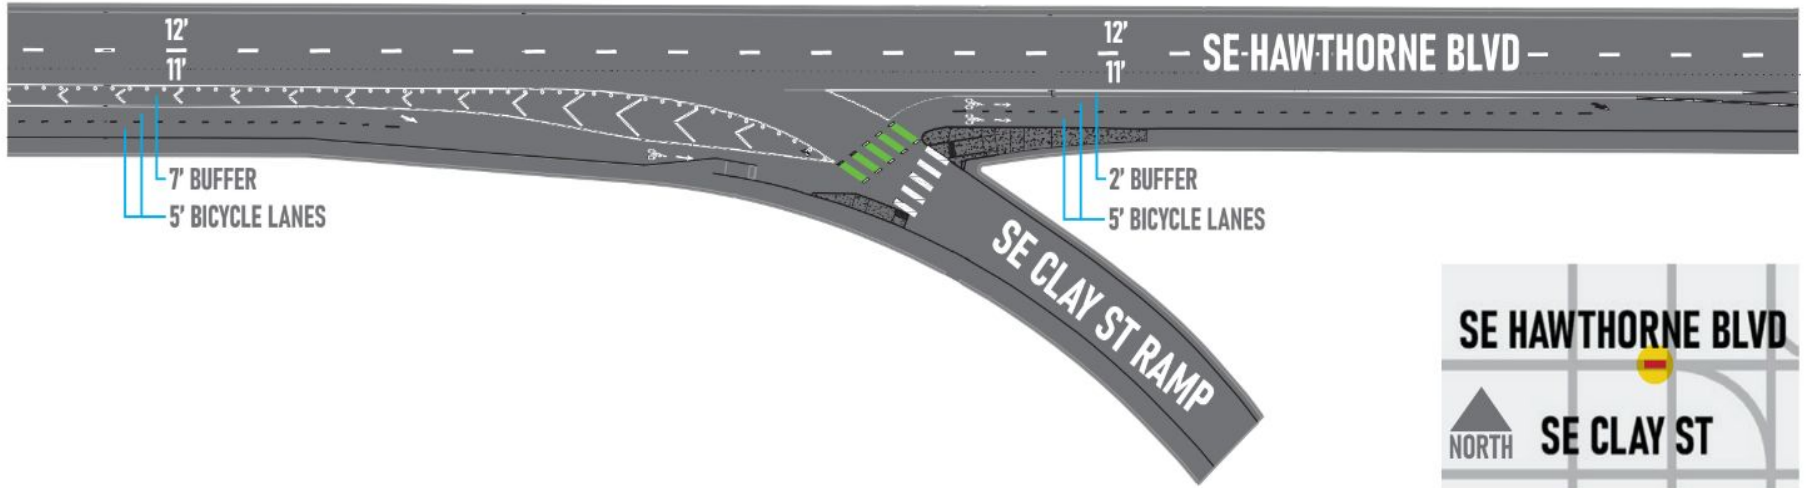 12'
11'
12'
11'
SE HAWTHORNE BLVD
7' BUFFER
5' BICYCLE LANES
2' BUFFER
5' BICYCLE LANES
SE CLAY ST RAMP
SE HAWTHORNE BLVD
NORTH
SE CLAY ST